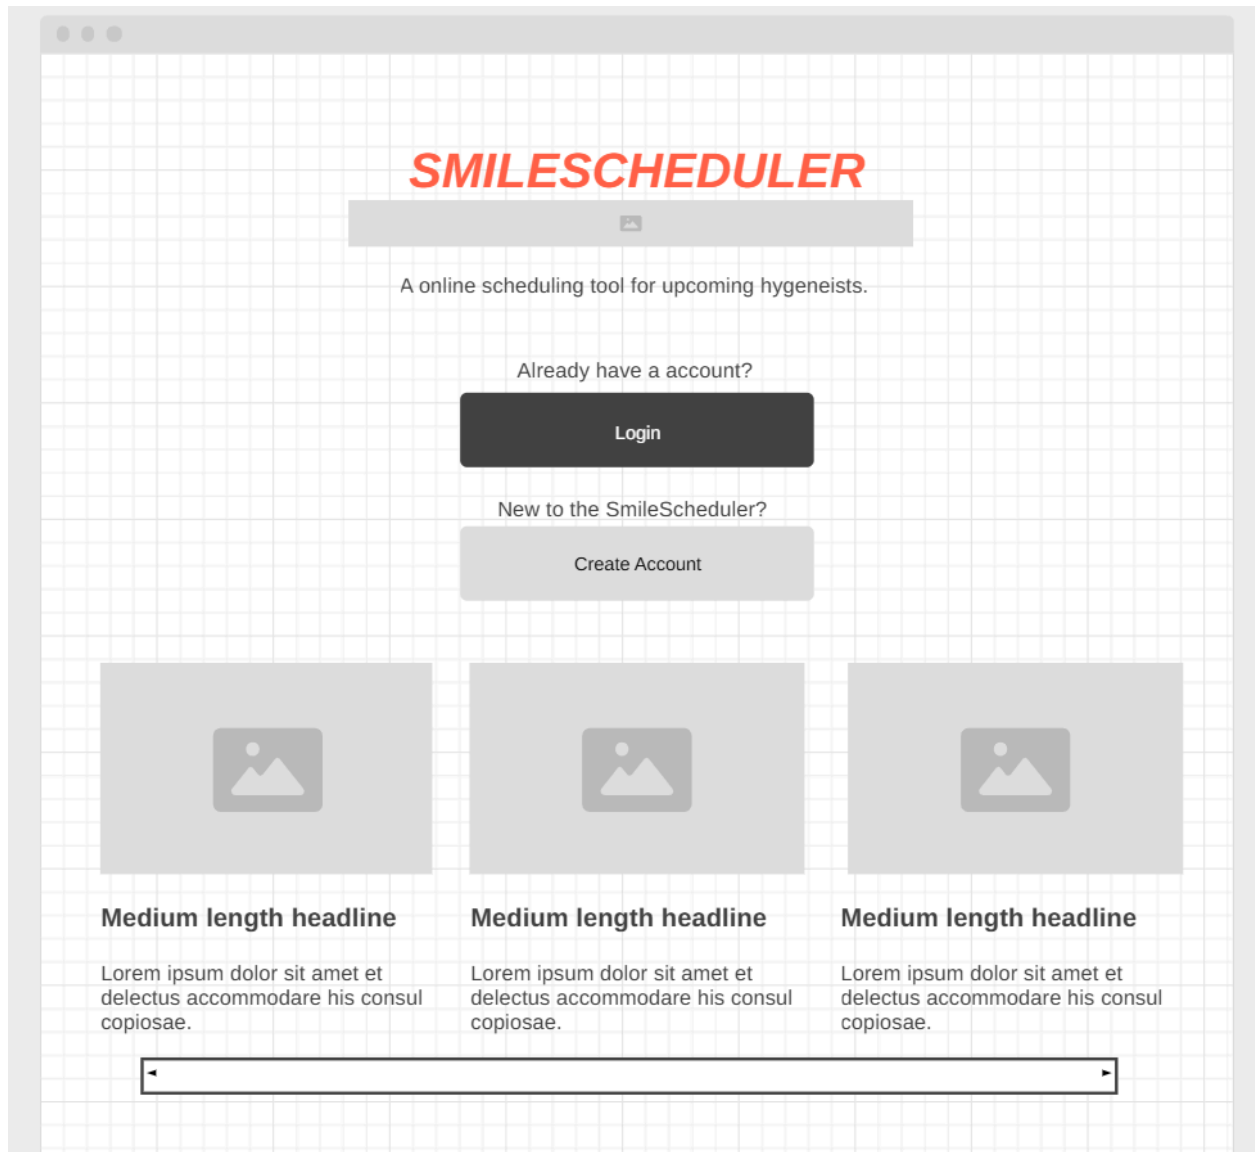 SMILESCHEDULER
A online scheduling tool for upcoming hygeneists.
Already have a account?
Login
New to the SmileScheduler?
Create Account
Medium length headline
Lorem ipsum dolor sit amet et
delectus accommodare his consul
copiosae.
Medium length headline
Lorem ipsum dolor sit amet et
delectus accommodare his consul
copiosae.
Medium length headline
Lorem ipsum dolor sit amet et
delectus accommodare his consul
copiosae.